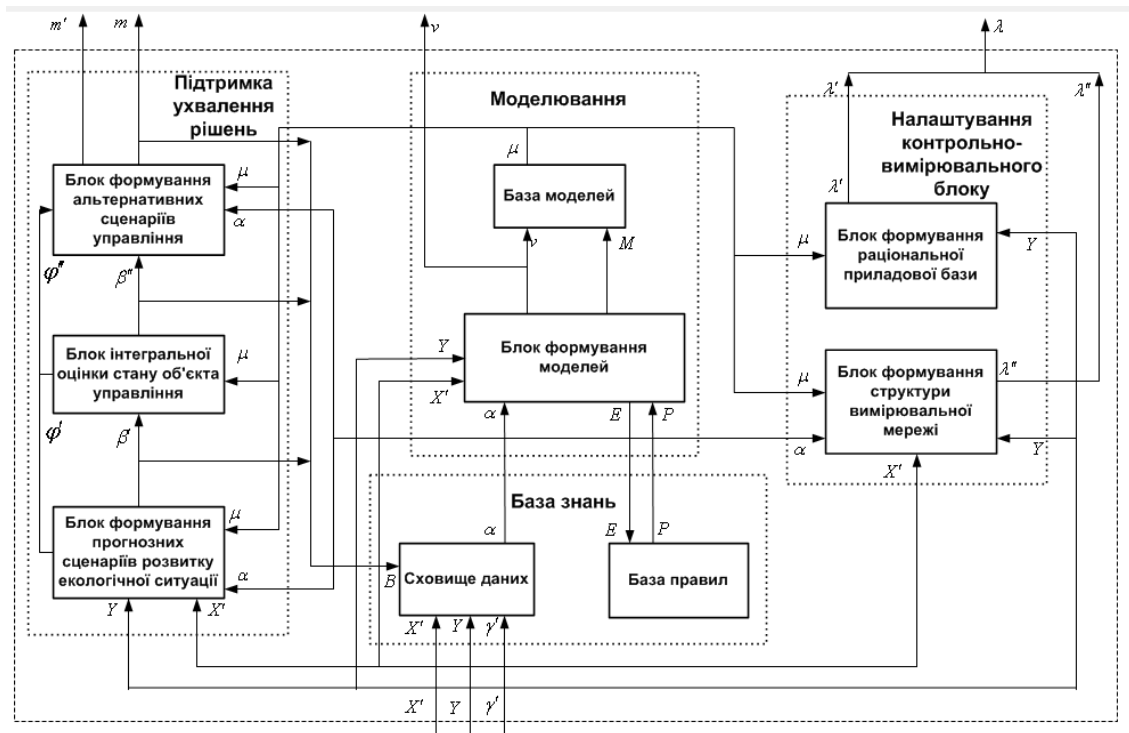 m′ m ν λ
Підтримка
ухвалення
рішень
μ
Блок формування
альтернативних
сценаріїв
управління
α
φ″ β″
Блок інтегральної
оцінки стану об'єкта
управління
μ
φ′ β′
Блок формування
прогнозних
сценаріїв розвитку
екологічної ситуації
μ
α
Y X′
Моделювання
μ
База моделей
ν M
Y
X′
Блок формування
моделей
α E P
База знань
α E P
B
Сховище даних
База правил
X′ Y γ′
X′ Y γ′
λ′ λ″
Налаштування
контрольно-
вимірювального
блоку
λ′
μ
Блок формування
раціональної
приладової бази
Y
μ
Блок формування
структури
вимірювальної
мережі
λ″
α
Y
X′